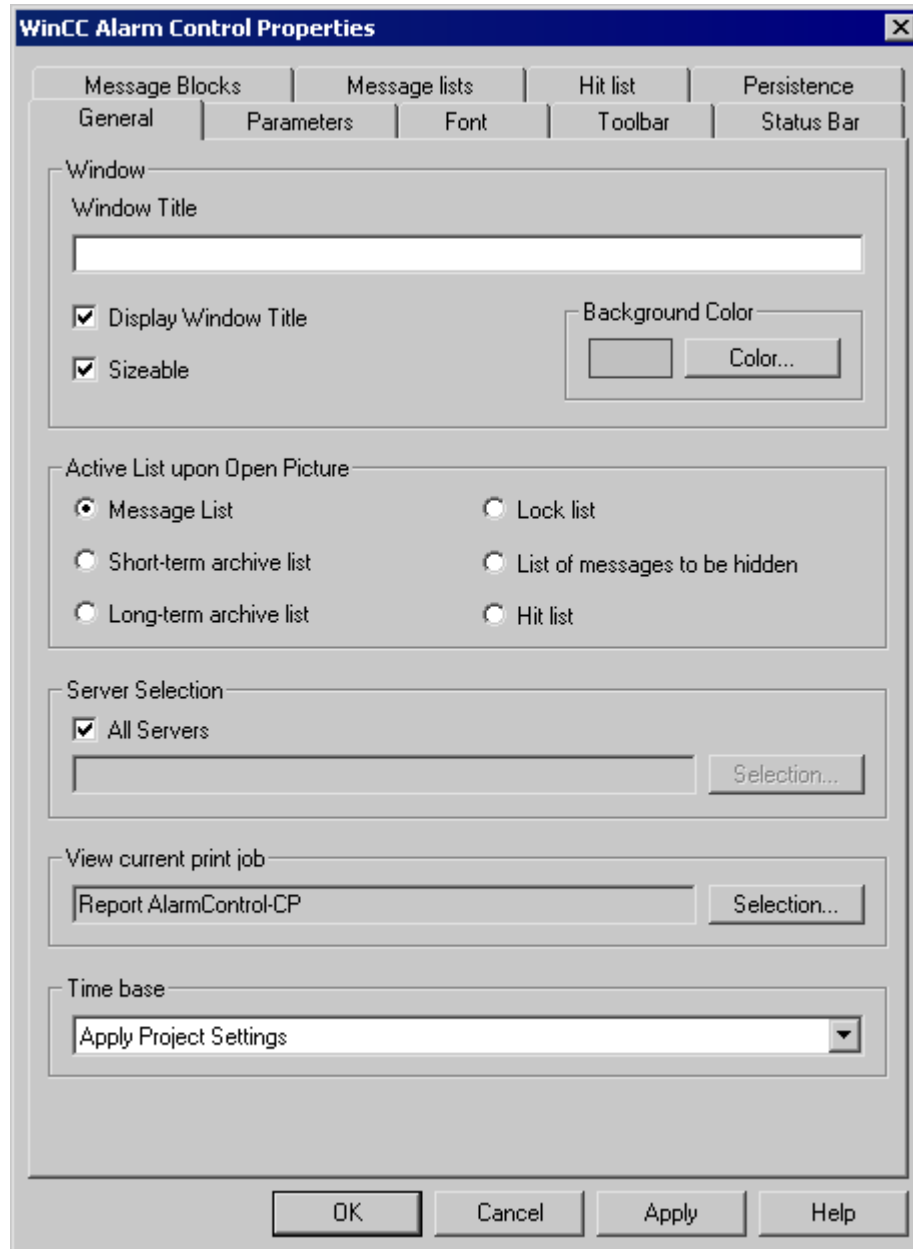 WinCC Alarm Control Properties
Message Blocks Message lists Hit list Persistence
General Parameters Font Toolbar Status Bar
Window
Window Title
Display Window Title
Background Color
Color...
Sizeable
Active List upon Open Picture
Message List Lock list
Short-term archive list List of messages to be hidden
Long-term archive list Hit list
Server Selection
All Servers
Selection...
View current print job
Report AlarmControl-CP Selection...
Time base
Apply Project Settings
OK Cancel Apply Help